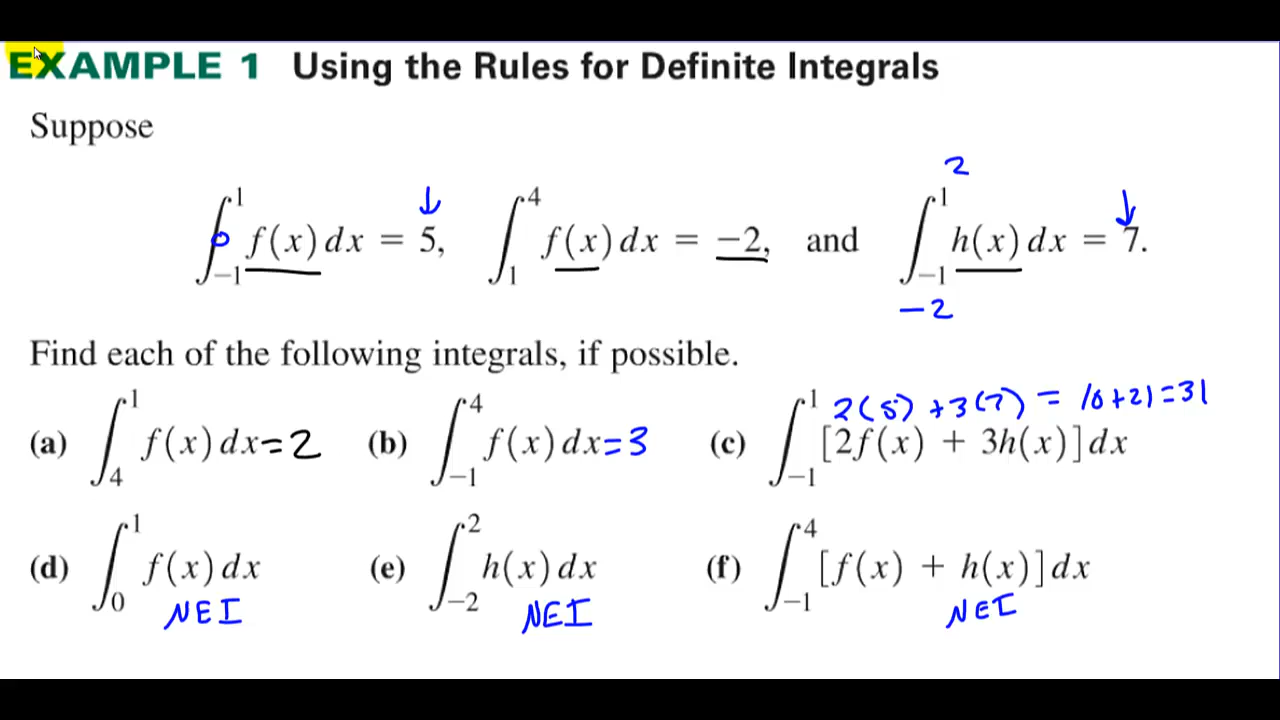 EXAMPLE 1 Using the Rules for Definite Integrals
Suppose
2
∫_{-1}^{1} f(x) dx = 5, ∫_{1}^{4} f(x) dx = −2, and ∫_{-1}^{1} h(x) dx = 7.
0
−2
Find each of the following integrals, if possible.
2(5) + 3(7) = 10 + 21 = 31
(a) ∫_{4}^{1} f(x) dx = 2 (b) ∫_{-1}^{4} f(x) dx = 3 (c) ∫_{-1}^{1} [2f(x) + 3h(x)] dx
(d) ∫_{0}^{1} f(x) dx (e) ∫_{-2}^{2} h(x) dx (f) ∫_{-1}^{4} [f(x) + h(x)] dx
NEI NEI NEI